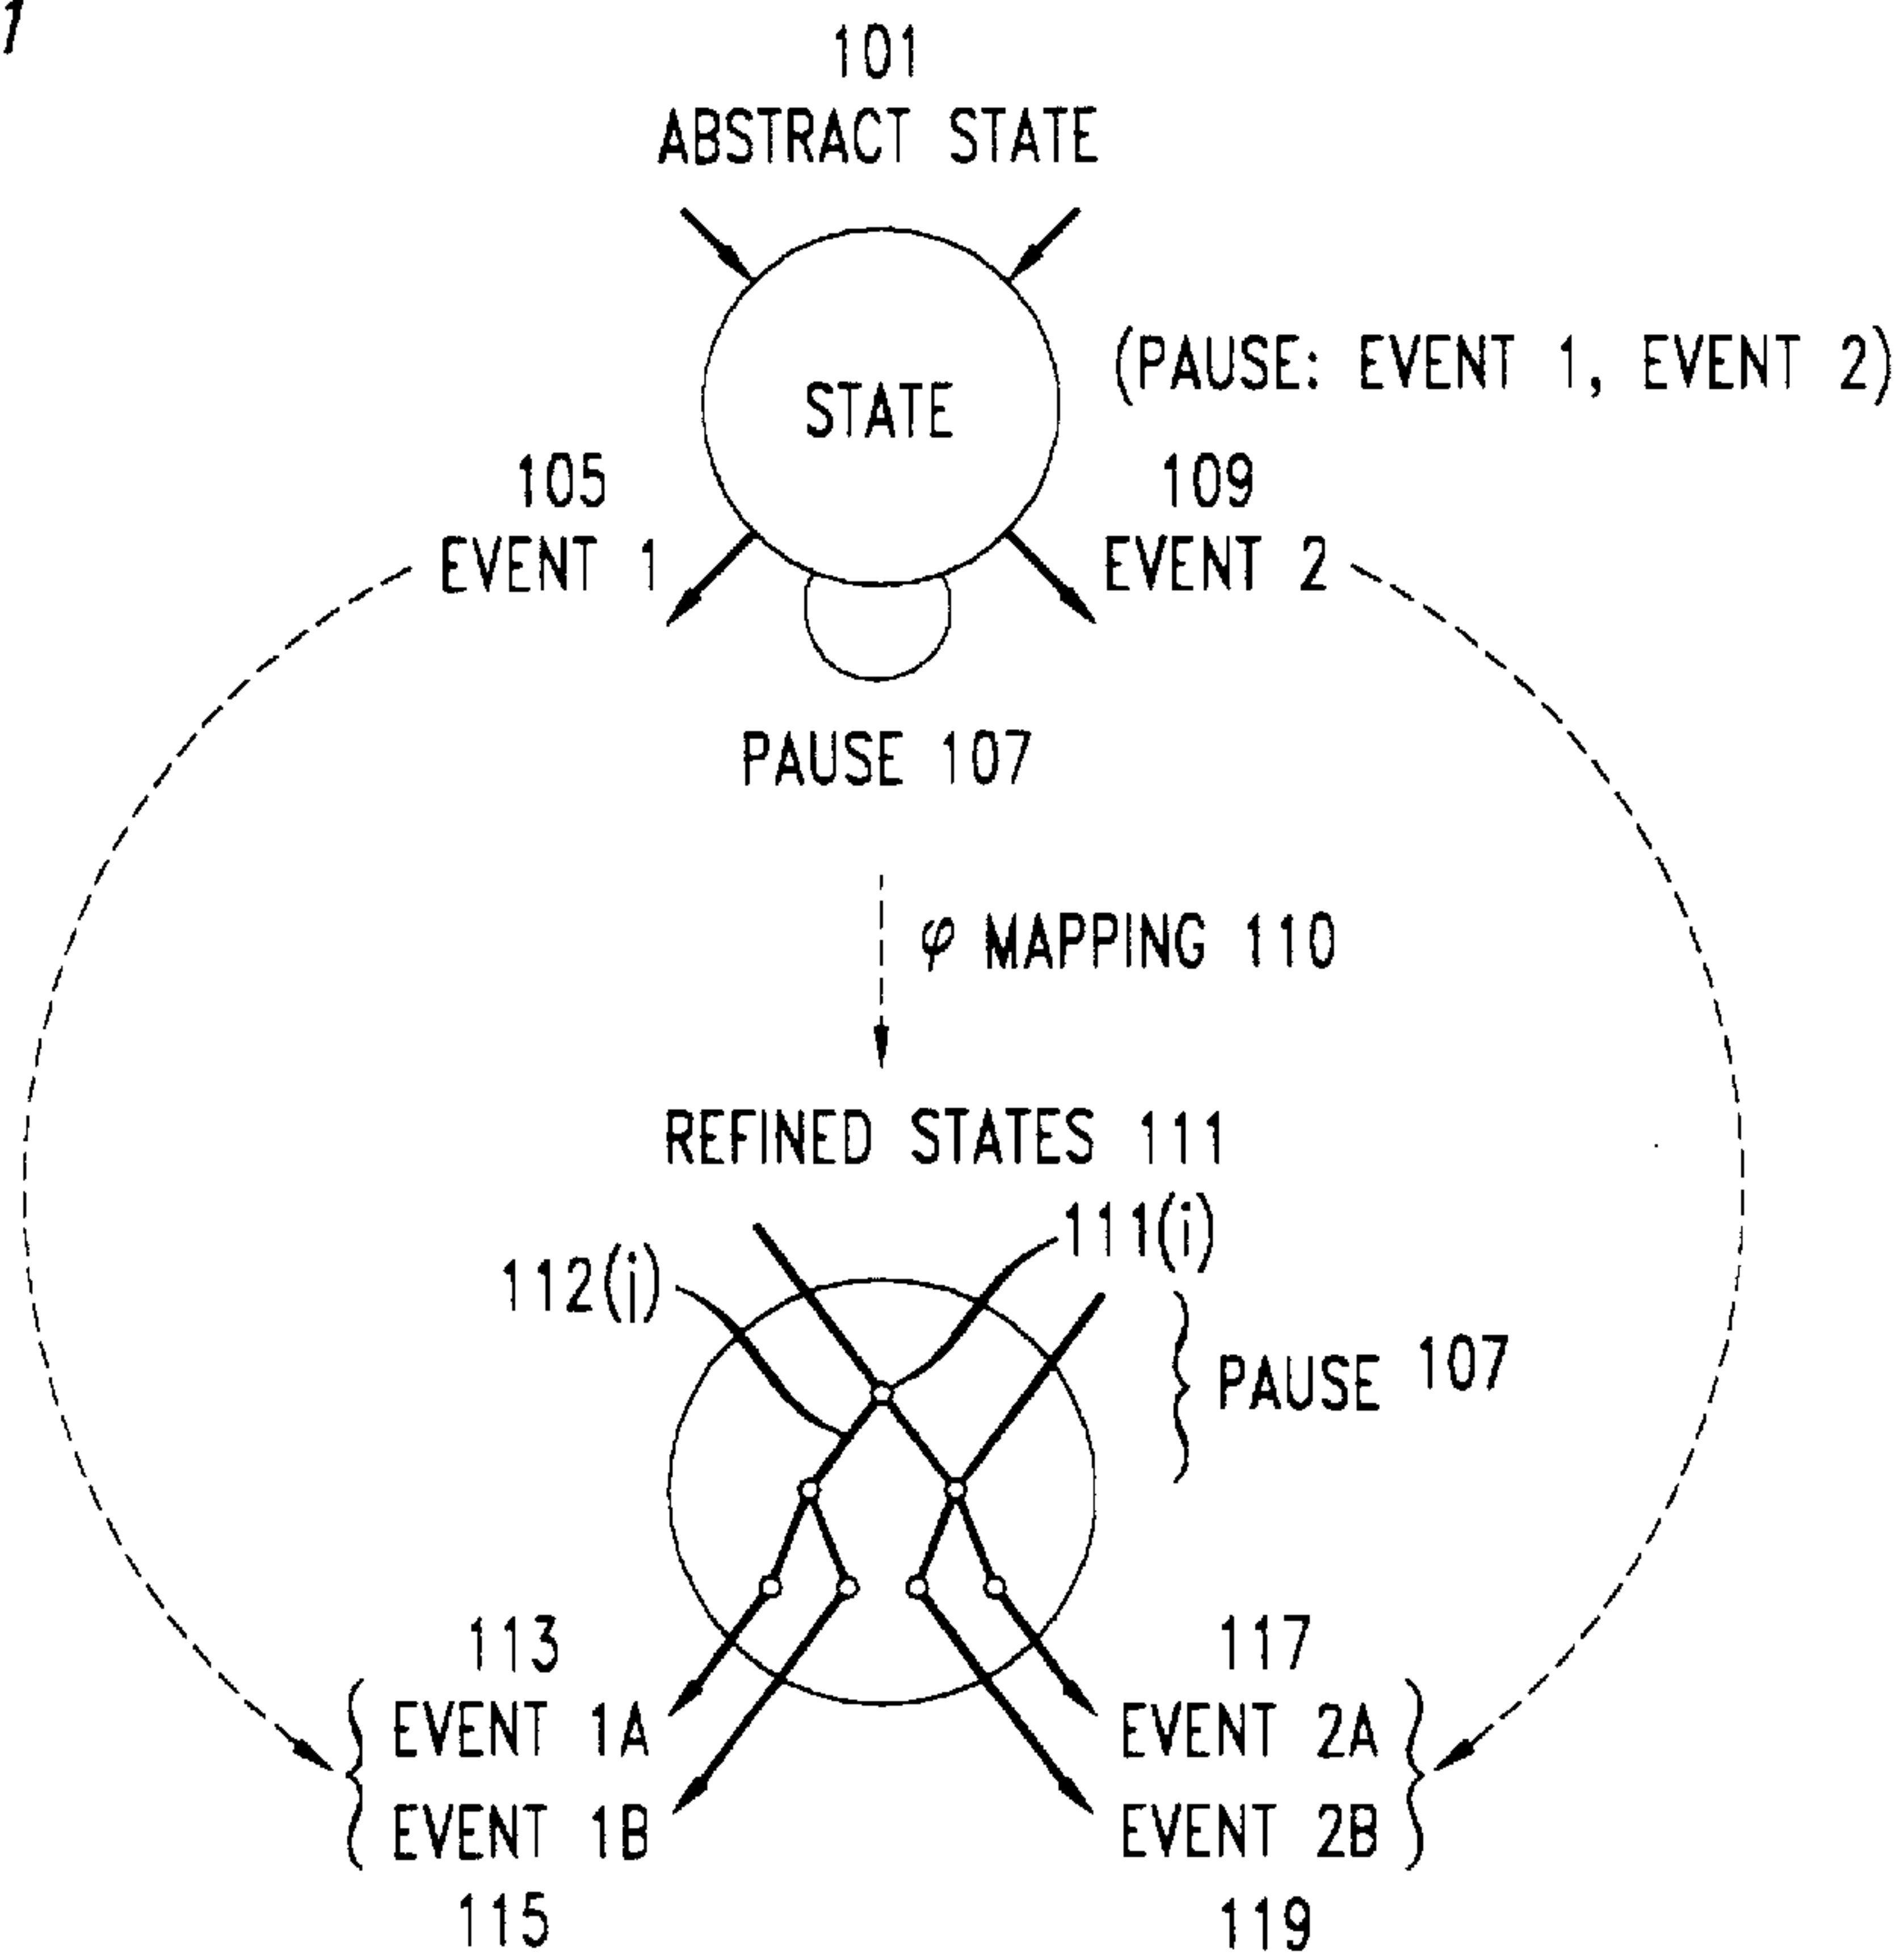 1
101
ABSTRACT STATE
(PAUSE: EVENT 1, EVENT 2)
STATE
105
109
EVENT 1
EVENT 2
PAUSE 107
φ MAPPING 110
REFINED STATES 111
111(i)
112(j)
PAUSE 107
113
117
EVENT 1A
EVENT 2A
EVENT 1B
EVENT 2B
115
119